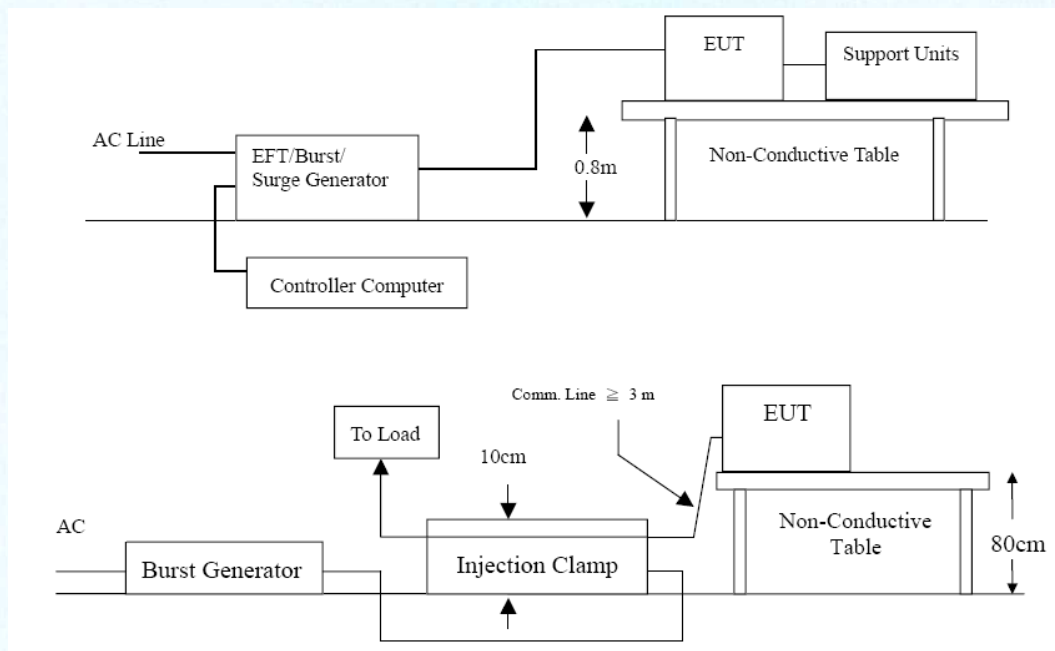 EUT
Support Units
AC Line
EFT/Burst/
Surge Generator
0.8m
Non-Conductive Table
Controller Computer
Comm. Line ≧ 3 m
EUT
To Load
10cm
AC
Non-Conductive
Table
80cm
Burst Generator
Injection Clamp